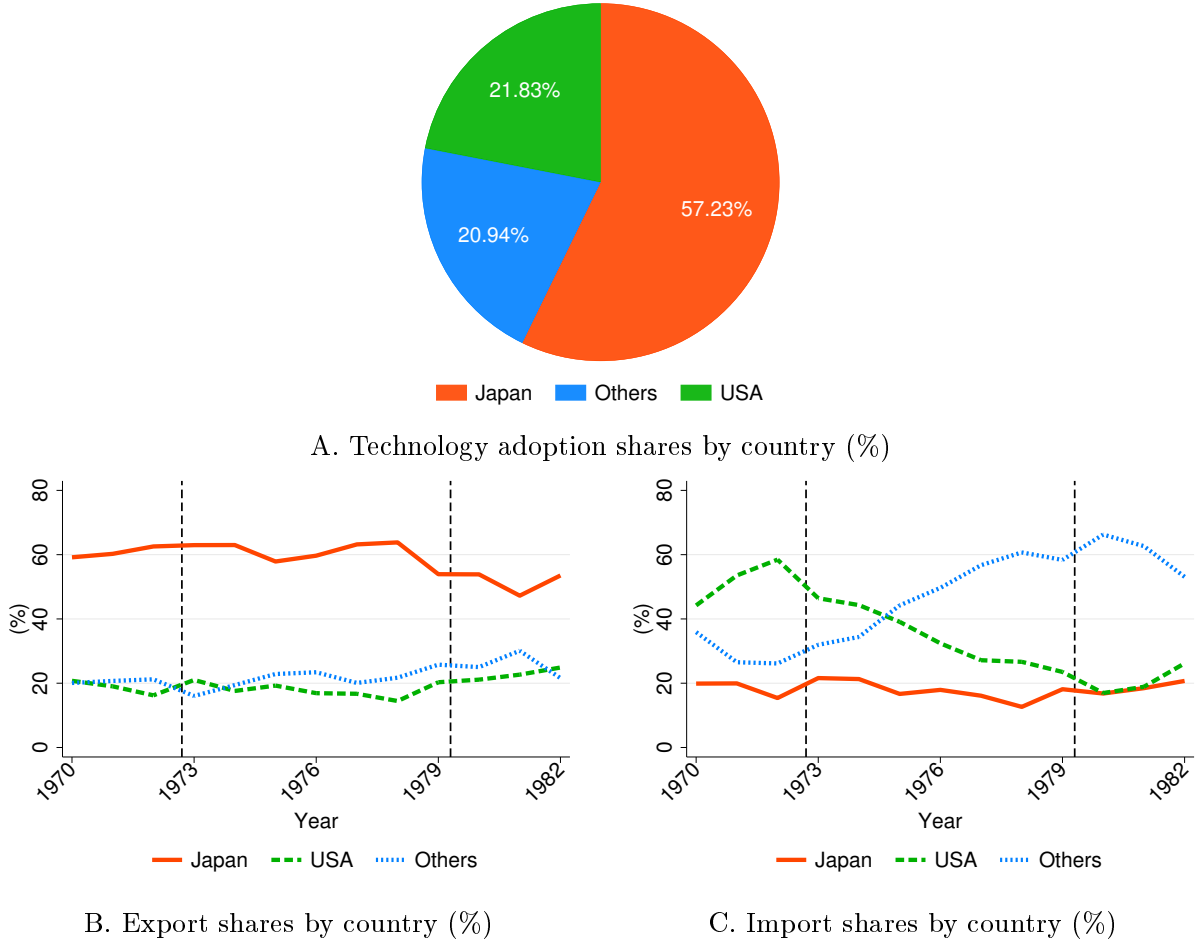 21.83%
57.23%
20.94%
Japan Others USA
A. Technology adoption shares by country (%)
80
60
40
20
0
(%)
1970 1973 1976 1979 1982
Year
Japan USA Others
B. Export shares by country (%)
80
60
40
20
0
(%)
1970 1973 1976 1979 1982
Year
Japan USA Others
C. Import shares by country (%)